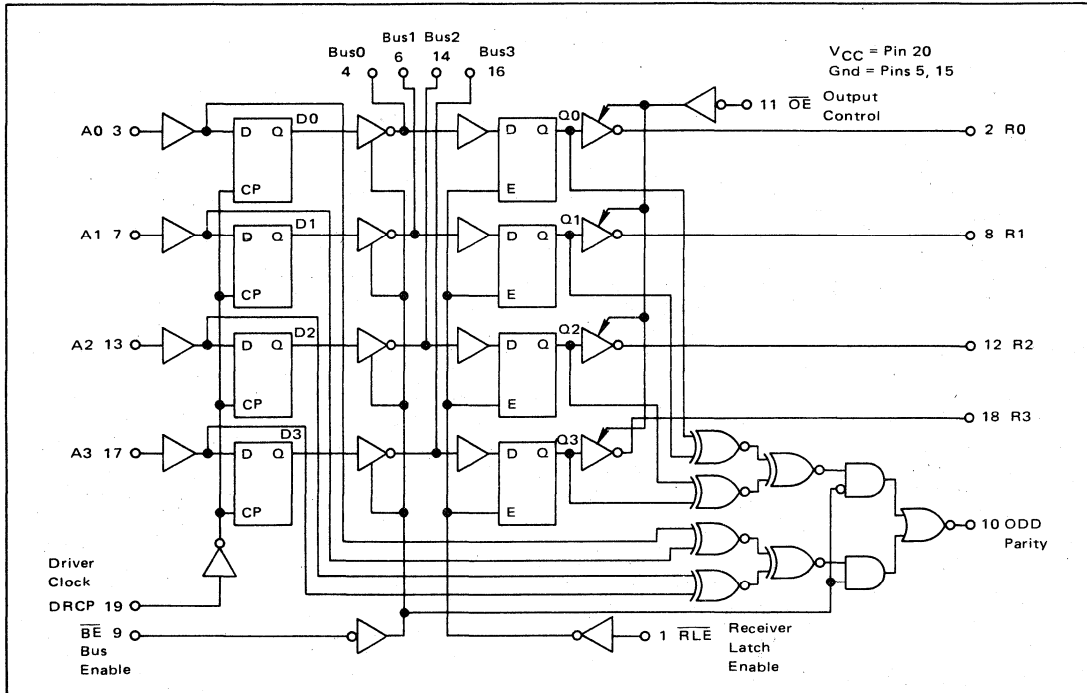 Bus0
4
Bus1
6
Bus2
14
Bus3
16
VCC = Pin 20
Gnd = Pins 5, 15
11 OE Output
Control
A0 3
D Q
D0
CP
D Q
Q0
E
2 R0
A1 7
D Q
D1
CP
D Q
Q1
E
8 R1
A2 13
D Q
D2
CP
D Q
Q2
E
12 R2
18 R3
A3 17
D Q
D3
CP
D Q
Q3
E
10 ODD
Parity
Driver
Clock
DRCP 19
BE 9
Bus
Enable
1 RLE Receiver
Latch
Enable